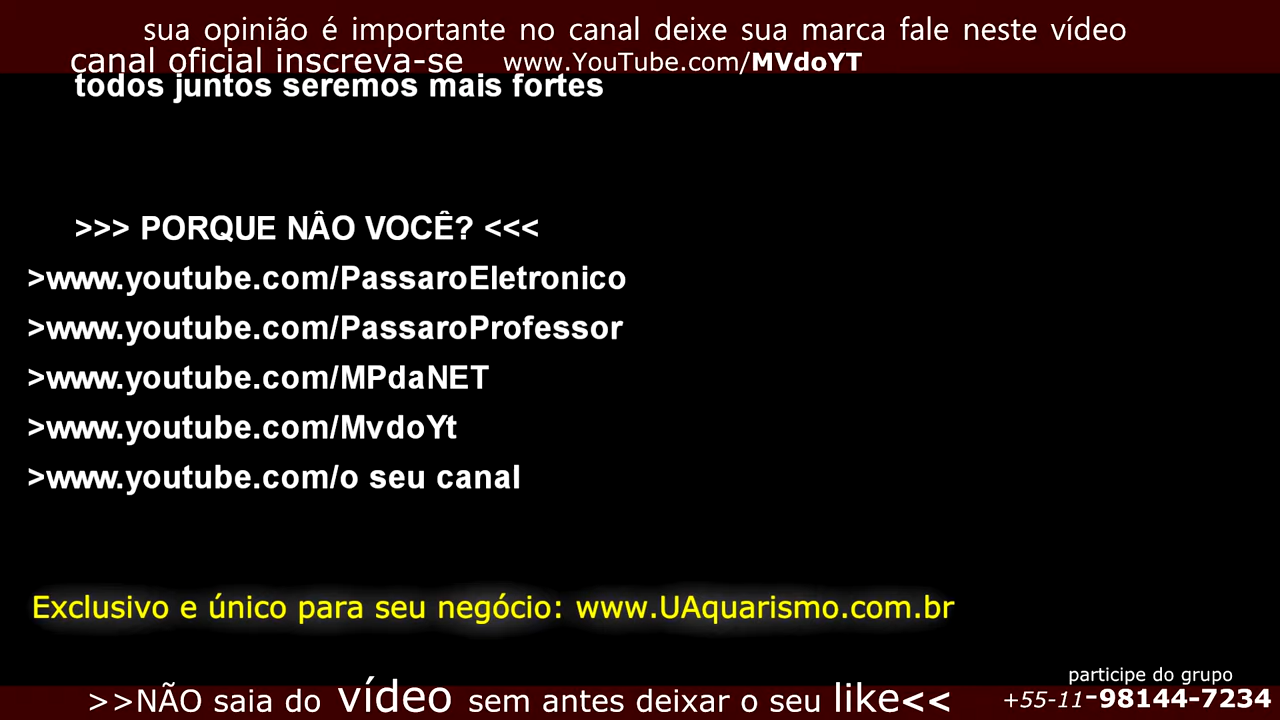 sua opinião é importante no canal deixe sua marca fale neste vídeo
canal oficial inscreva-se www.YouTube.com/MVdoYT
todos juntos seremos mais fortes
>>> PORQUE NÂO VOCÊ? <<<
>www.youtube.com/PassaroEletronico
>www.youtube.com/PassaroProfessor
>www.youtube.com/MPdaNET
>www.youtube.com/MvdoYt
>www.youtube.com/o seu canal
Exclusivo e único para seu negócio: www.UAquarismo.com.br
participe do grupo
>>NÃO saia do vídeo sem antes deixar o seu like<< +55-11-98144-7234